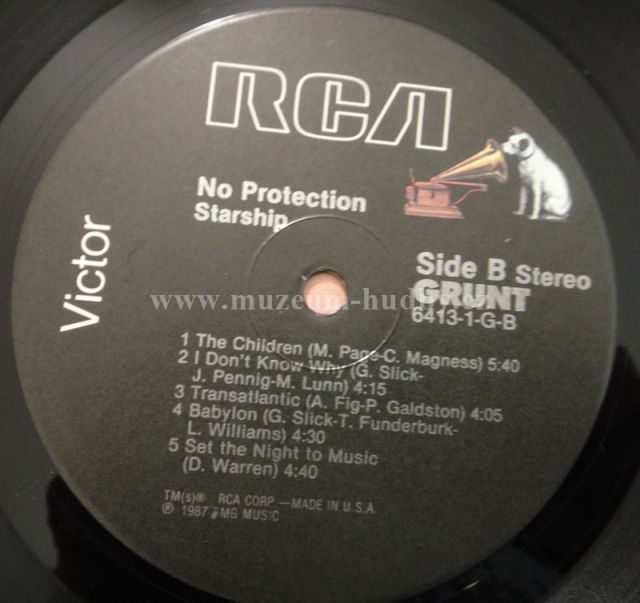 RCA
Victor
No Protection
Starship
Side B Stereo
GRUNT
6413-1-G-B
www.muzeum-hudby.cz
1 The Children (M. Page-C. Magness) 5:40
2 I Don't Know Why (G. Slick-
J. Pennig-M. Lunn) 4:15
3 Transatlantic (A. Fig-P. Galdston) 4:05
4 Babylon (G. Slick-T. Funderburk-
L. Williams) 4:30
5 Set the Night to Music
(D. Warren) 4:40
TM(s)® RCA CORP —MADE IN U.S.A.
℗ 1987 BMG MUSIC